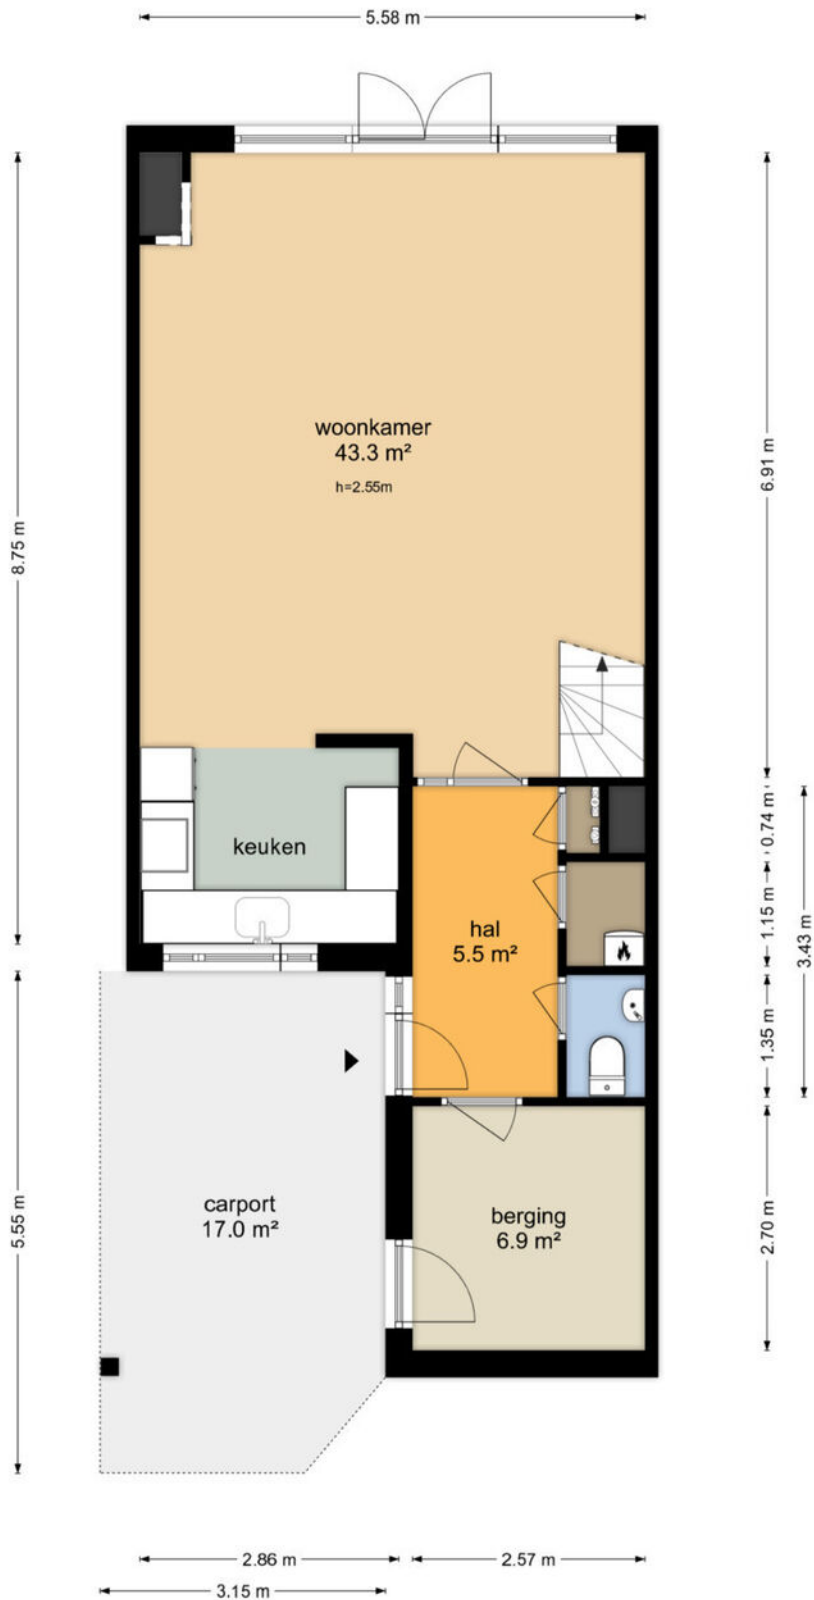 5.58 m
woonkamer
43.3 m²
h=2.55m
8.75 m
6.91 m
keuken
hal
5.5 m²
0.74 m
1.15 m
3.43 m
1.35 m
carport
17.0 m²
berging
6.9 m²
5.55 m
2.70 m
2.86 m
2.57 m
3.15 m